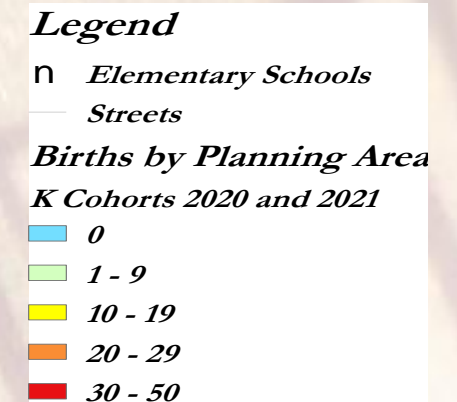 Legend
n Elementary Schools
Streets
Births by Planning Area
K Cohorts 2020 and 2021
0
1 - 9
10 - 19
20 - 29
30 - 50